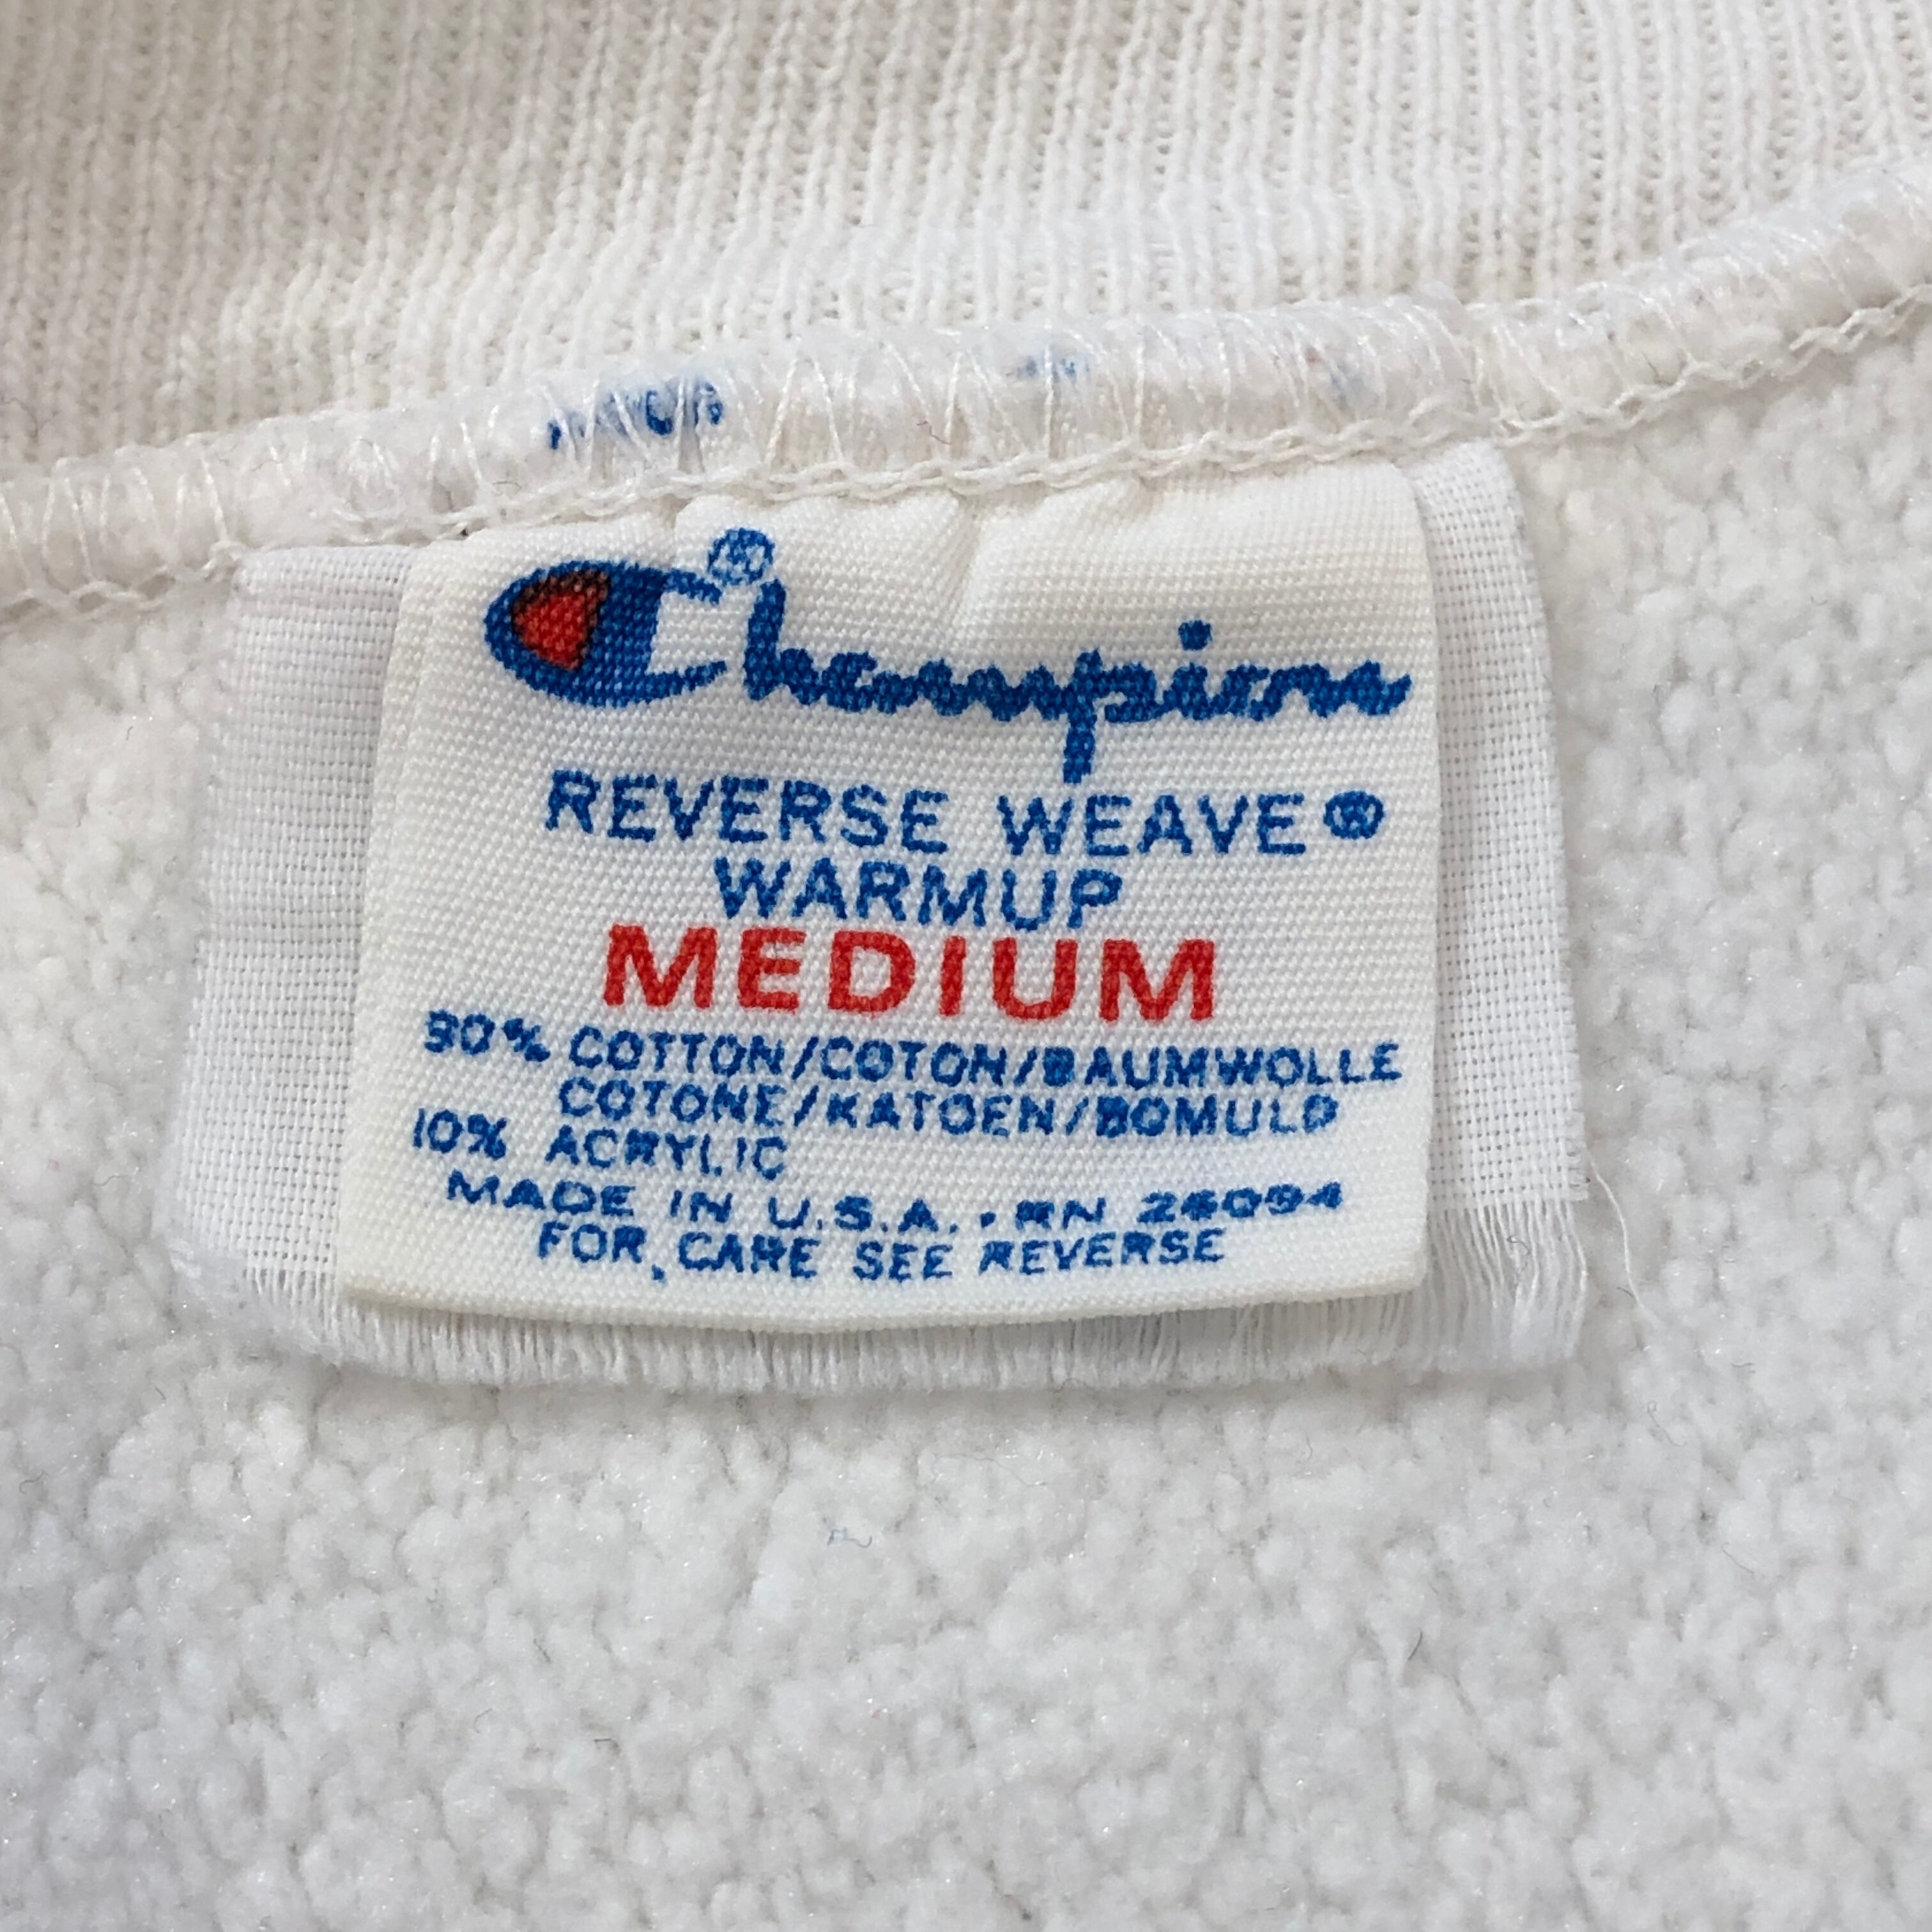 Champion®
REVERSE WEAVE®
WARMUP
MEDIUM
90% COTTON/COTON/BAUMWOLLE
COTONE/KATOEN/BOMULD
10% ACRYLIC
MADE IN U.S.A. • RN 26094
FOR CARE SEE REVERSE